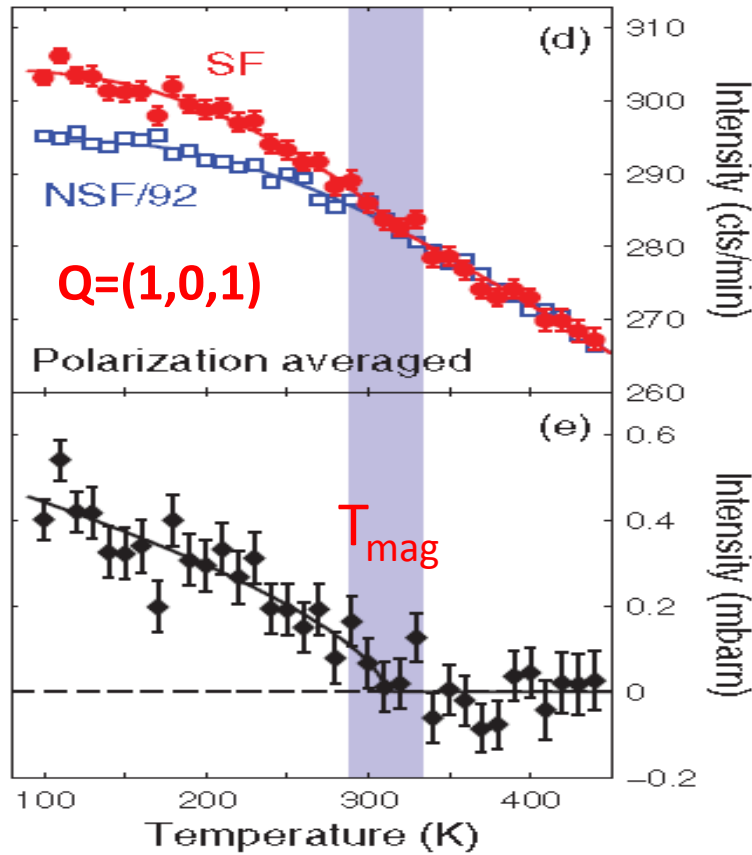 310
(d)
SF
300
NSF/92
290
Q=(1,0,1)
280
270
Polarization averaged
260
Intensity (cts/min)
(e)
0.6
Tmag
0.4
0.2
0
−0.2
Intensity (mbarn)
100
200
300
400
Temperature (K)